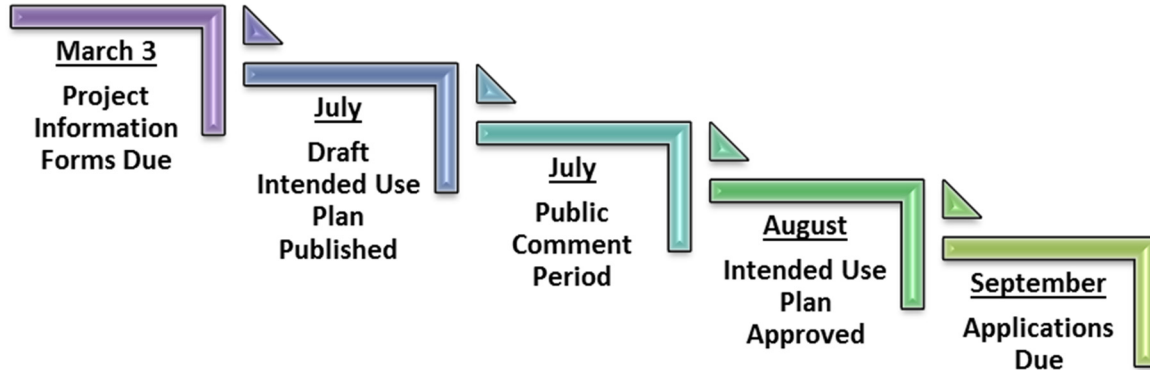 March 3
Project
Information
Forms Due
July
Draft
Intended Use
Plan
Published
July
Public
Comment
Period
August
Intended Use
Plan
Approved
September
Applications
Due